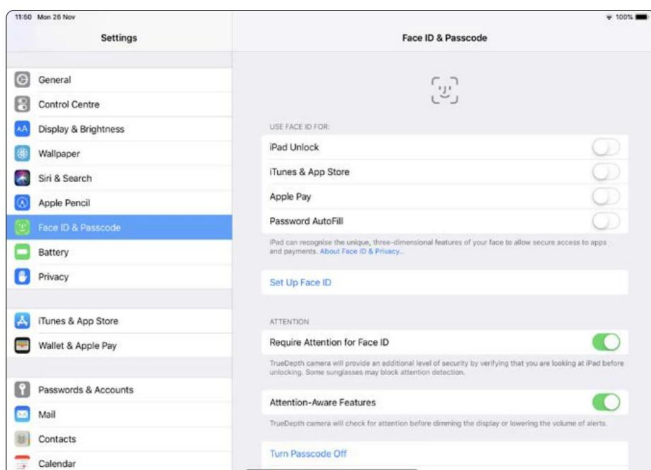 11:50 Mon 26 Nov
100%
Settings
General
Control Centre
Display & Brightness
Wallpaper
Siri & Search
Apple Pencil
Face ID & Passcode
Battery
Privacy
iTunes & App Store
Wallet & Apple Pay
Passwords & Accounts
Mail
Contacts
Calendar
Face ID & Passcode
USE FACE ID FOR:
iPad Unlock
iTunes & App Store
Apple Pay
Password AutoFill
iPad can recognise the unique, three-dimensional features of your face to allow secure access to apps
and payments. About Face ID & Privacy...
Set Up Face ID
ATTENTION
Require Attention for Face ID
TrueDepth camera will provide an additional level of security by verifying that you are looking at iPad before
unlocking. Some sunglasses may block attention detection.
Attention-Aware Features
TrueDepth camera will check for attention before dimming the display or lowering the volume of alerts.
Turn Passcode Off